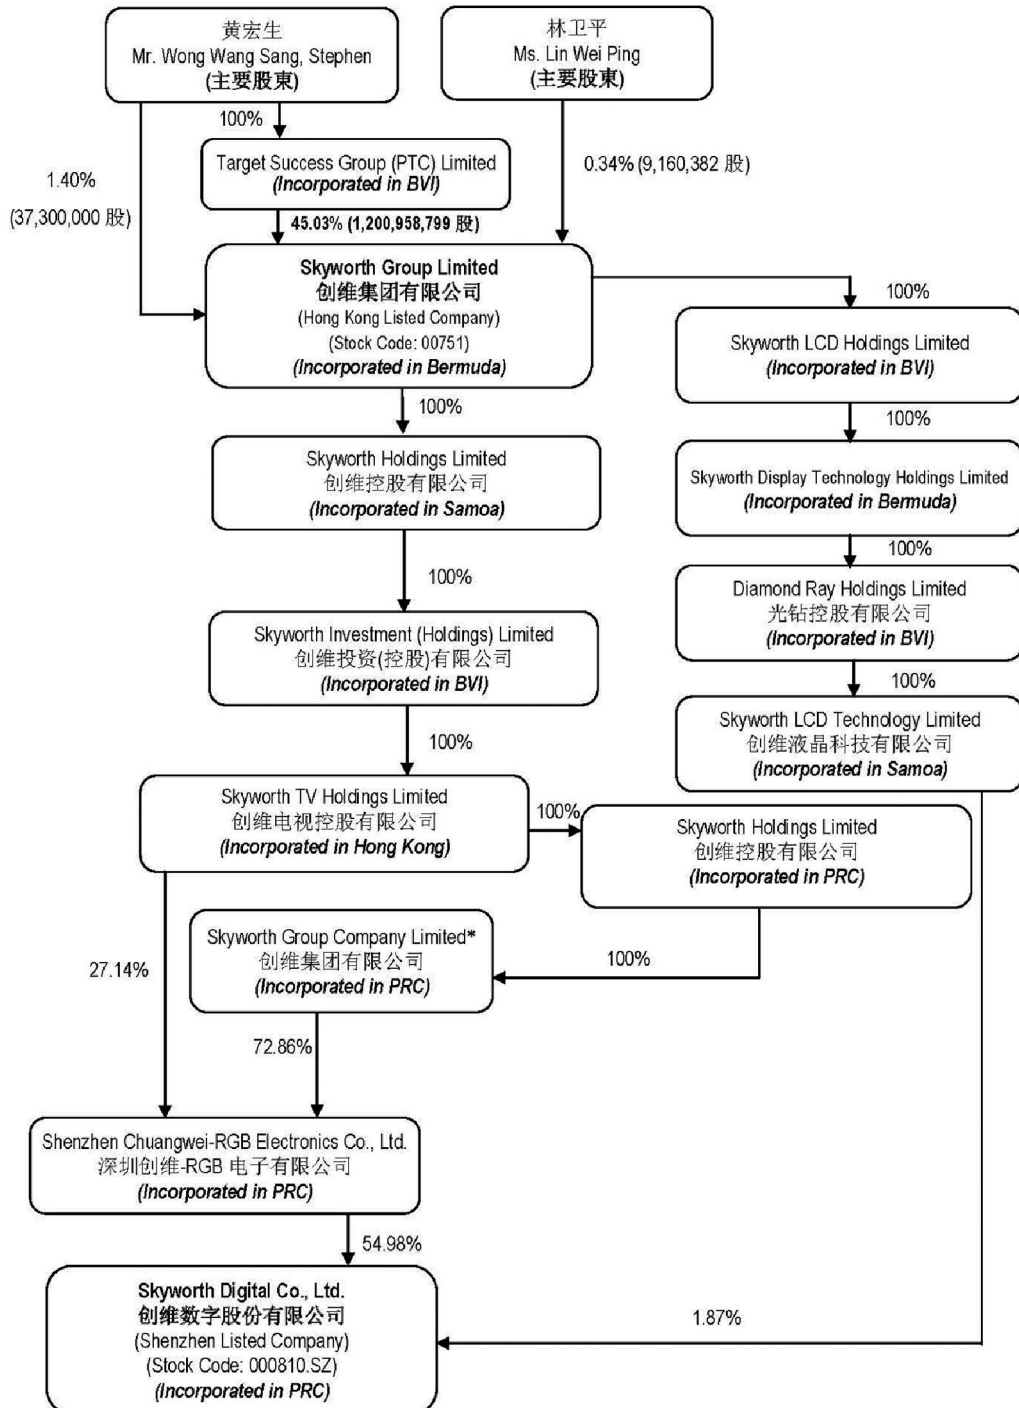 黄宏生
Mr. Wong Wang Sang, Stephen
(主要股東)
林卫平
Ms. Lin Wei Ping
(主要股東)
100%
1.40%
(37,300,000 股)
Target Success Group (PTC) Limited
(Incorporated in BVI)
0.34% (9,160,382 股)
45.03% (1,200,958,799 股)
Skyworth Group Limited
创维集团有限公司
(Hong Kong Listed Company)
(Stock Code: 00751)
(Incorporated in Bermuda)
100%
Skyworth LCD Holdings Limited
(Incorporated in BVI)
100%
100%
Skyworth Holdings Limited
创维控股有限公司
(Incorporated in Samoa)
Skyworth Display Technology Holdings Limited
(Incorporated in Bermuda)
100%
100%
Diamond Ray Holdings Limited
光钻控股有限公司
(Incorporated in BVI)
Skyworth Investment (Holdings) Limited
创维投资(控股)有限公司
(Incorporated in BVI)
100%
Skyworth LCD Technology Limited
创维液晶科技有限公司
(Incorporated in Samoa)
100%
Skyworth TV Holdings Limited
创维电视控股有限公司
(Incorporated in Hong Kong)
100%
Skyworth Holdings Limited
创维控股有限公司
(Incorporated in PRC)
Skyworth Group Company Limited*
创维集团有限公司
(Incorporated in PRC)
100%
27.14%
72.86%
Shenzhen Chuangwei-RGB Electronics Co., Ltd.
深圳创维-RGB 电子有限公司
(Incorporated in PRC)
54.98%
Skyworth Digital Co., Ltd.
创维数字股份有限公司
(Shenzhen Listed Company)
(Stock Code: 000810.SZ)
(Incorporated in PRC)
1.87%